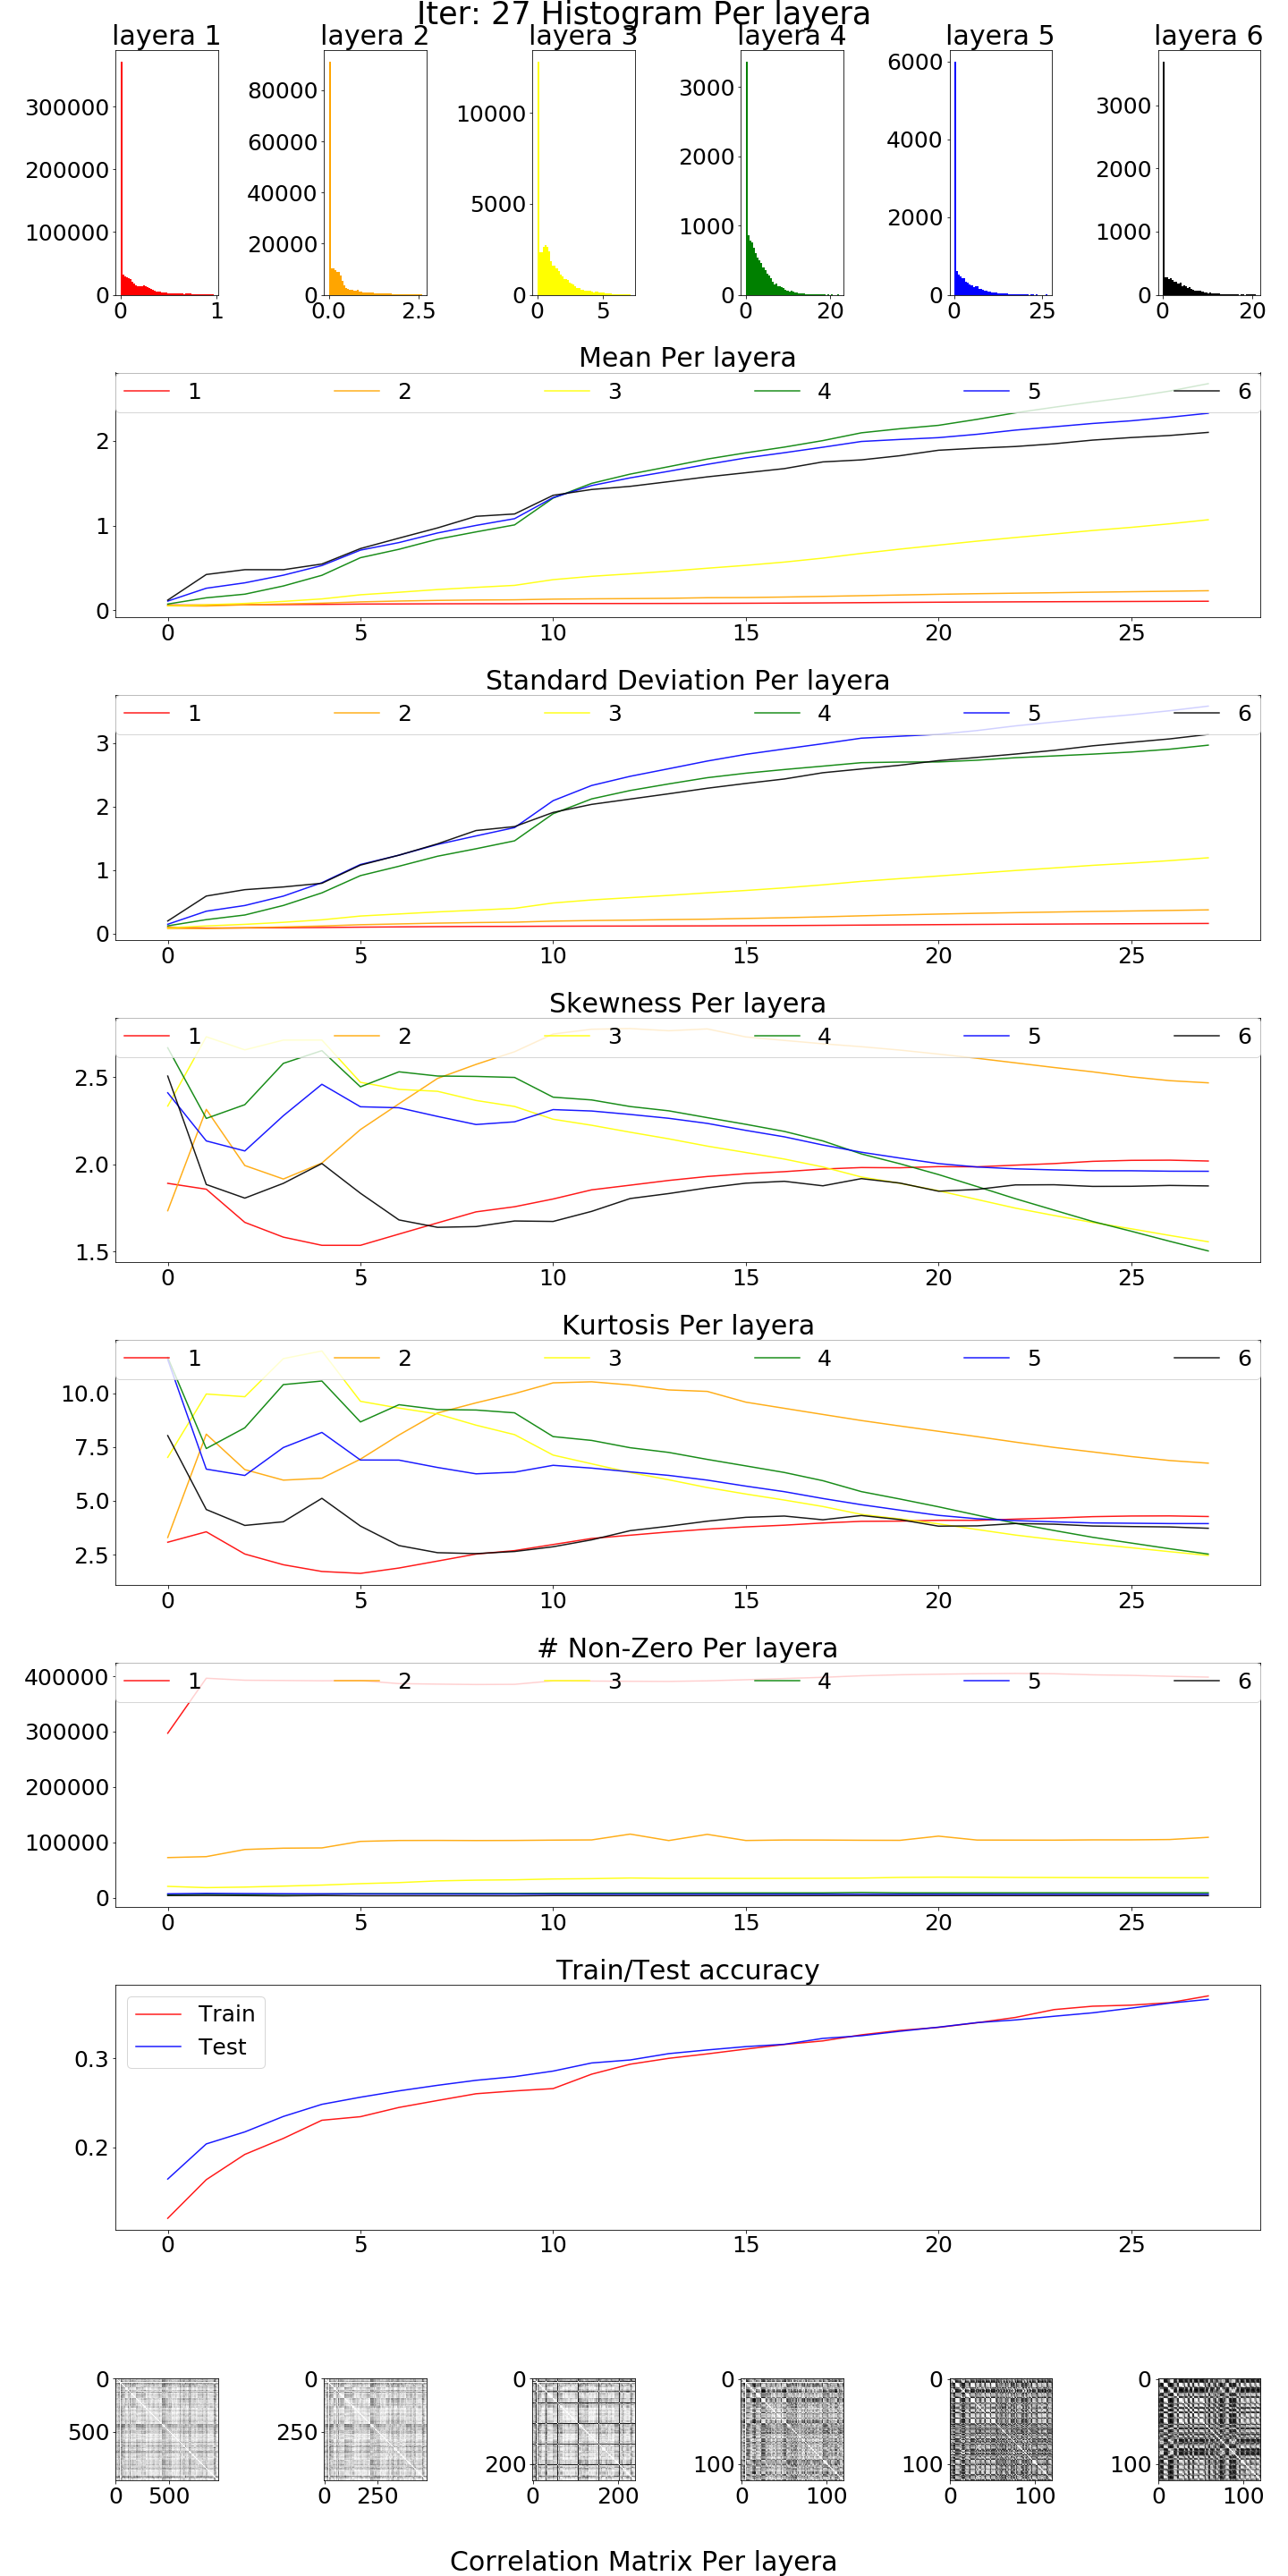 Iter: 27 Histogram Per layera
layera 1 layera 2 layera 3 layera 4 layera 5 layera 6
300000 200000 100000 0
0 1
80000 60000 40000 20000 0
0.0 2.5
10000 5000 0
0 5
3000 2000 1000 0
0 20
6000 4000 2000 0
0 25
3000 2000 1000 0
0 20
Mean Per layera
1 2 3 4 5 6
2
1
0
0 5 10 15 20 25
Standard Deviation Per layera
1 2 3 4 5 6
3
2
1
0
0 5 10 15 20 25
Skewness Per layera
1 2 3 4 5 6
2.5
2.0
1.5
0 5 10 15 20 25
Kurtosis Per layera
1 2 3 4 5 6
10.0
7.5
5.0
2.5
0 5 10 15 20 25
# Non-Zero Per layera
400000 1 2 3 4 5 6
300000
200000
100000
0
0 5 10 15 20 25
Train/Test accuracy
Train
Test
0.3
0.2
0 5 10 15 20 25
0 0 0 0 0 0
500 250 200 100 100 100
0 500 0 250 0 200 0 100 0 100 0 100
Correlation Matrix Per layera